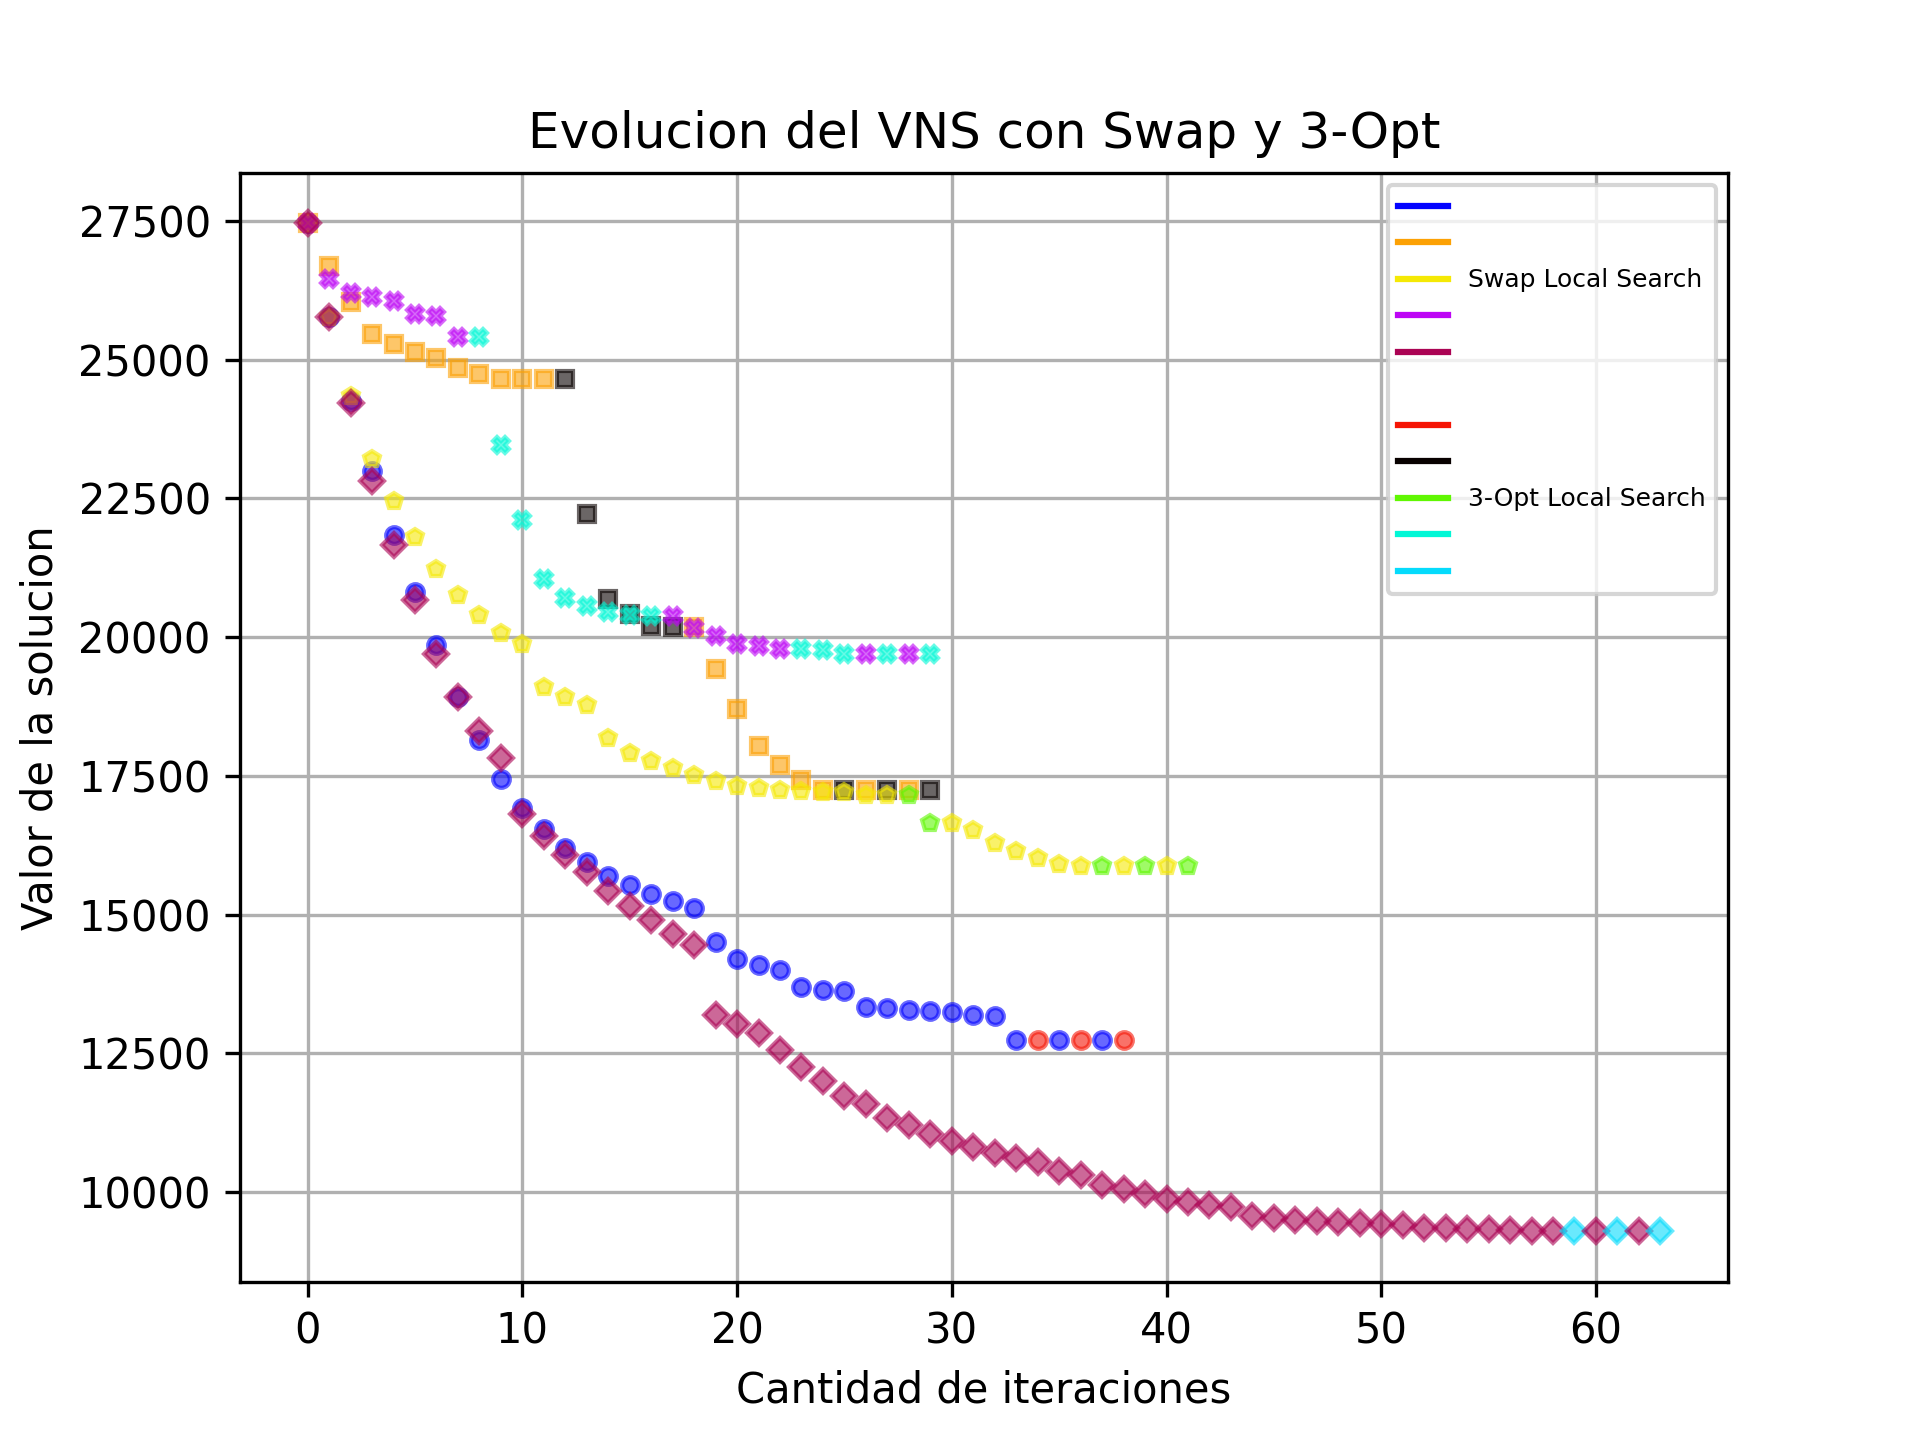 Evolucion del VNS con Swap y 3-Opt
27500
25000
22500
20000
17500
15000
12500
10000
Valor de la solucion
Swap Local Search
3-Opt Local Search
0 10 20 30 40 50 60
Cantidad de iteraciones